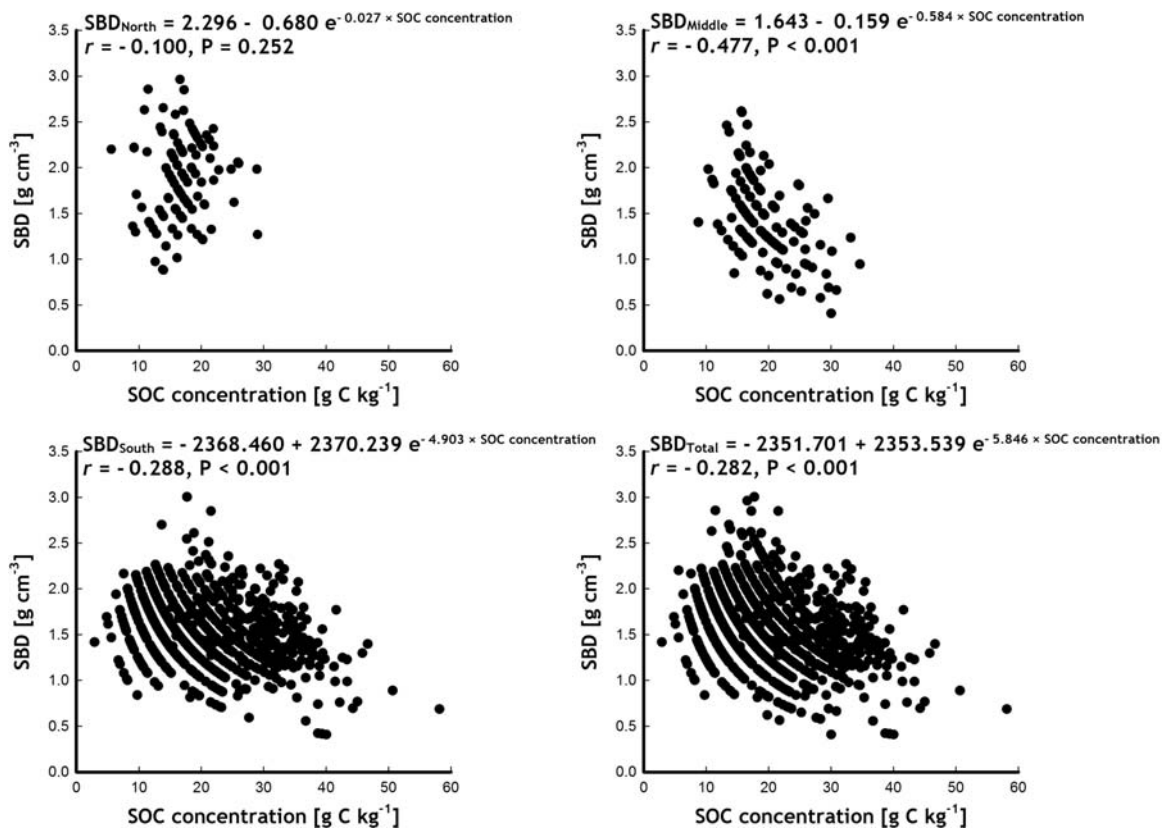 SBD_North = 2.296 - 0.680 e^- 0.027 × SOC concentration
r = - 0.100, P = 0.252
3.5
3.0
2.5
2.0
1.5
1.0
0.5
0.0
SBD [g cm^-3]
0 10 20 30 40 50 60
SOC concentration [g C kg^-1]
SBD_Middle = 1.643 - 0.159 e^- 0.584 × SOC concentration
r = - 0.477, P < 0.001
3.5
3.0
2.5
2.0
1.5
1.0
0.5
0.0
SBD [g cm^-3]
0 10 20 30 40 50 60
SOC concentration [g C kg^-1]
SBD_South = - 2368.460 + 2370.239 e^- 4.903 × SOC concentration
r = - 0.288, P < 0.001
3.5
3.0
2.5
2.0
1.5
1.0
0.5
0.0
SBD [g cm^-3]
0 10 20 30 40 50 60
SOC concentration [g C kg^-1]
SBD_Total = - 2351.701 + 2353.539 e^- 5.846 × SOC concentration
r = - 0.282, P < 0.001
3.5
3.0
2.5
2.0
1.5
1.0
0.5
0.0
SBD [g cm^-3]
0 10 20 30 40 50 60
SOC concentration [g C kg^-1]